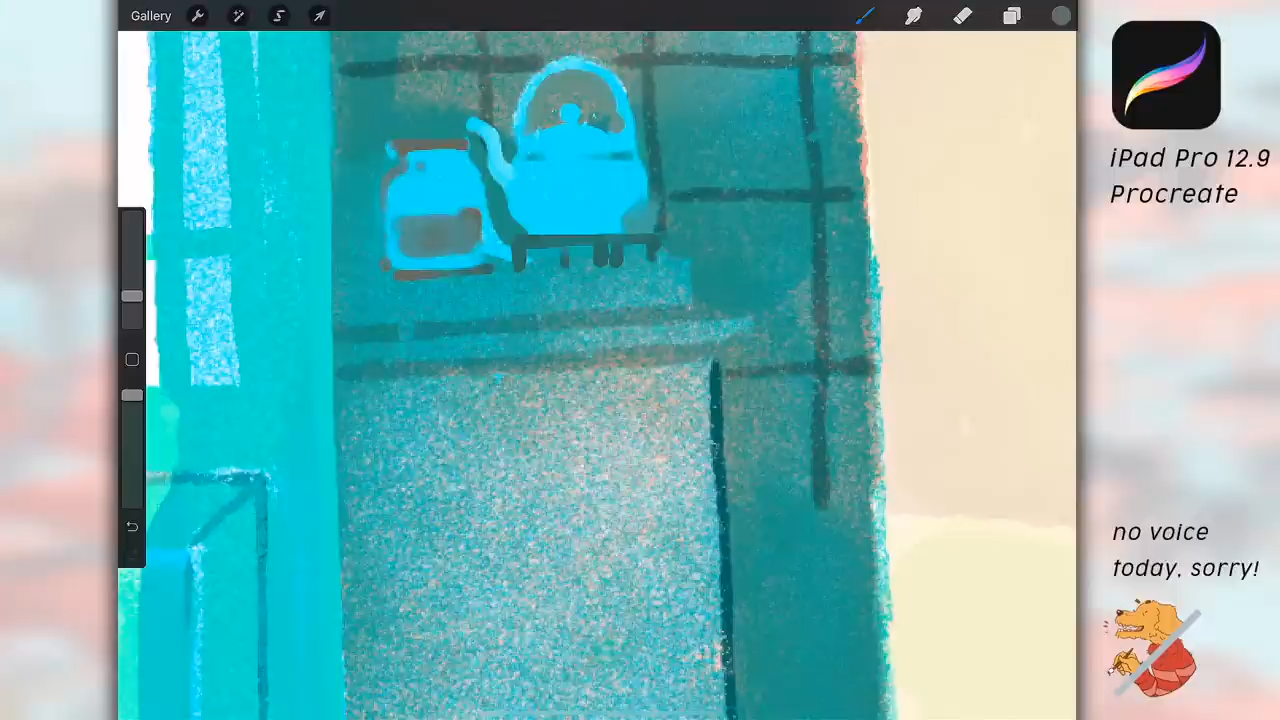 Gallery
iPad Pro 12.9
Procreate
no voice
today, sorry!